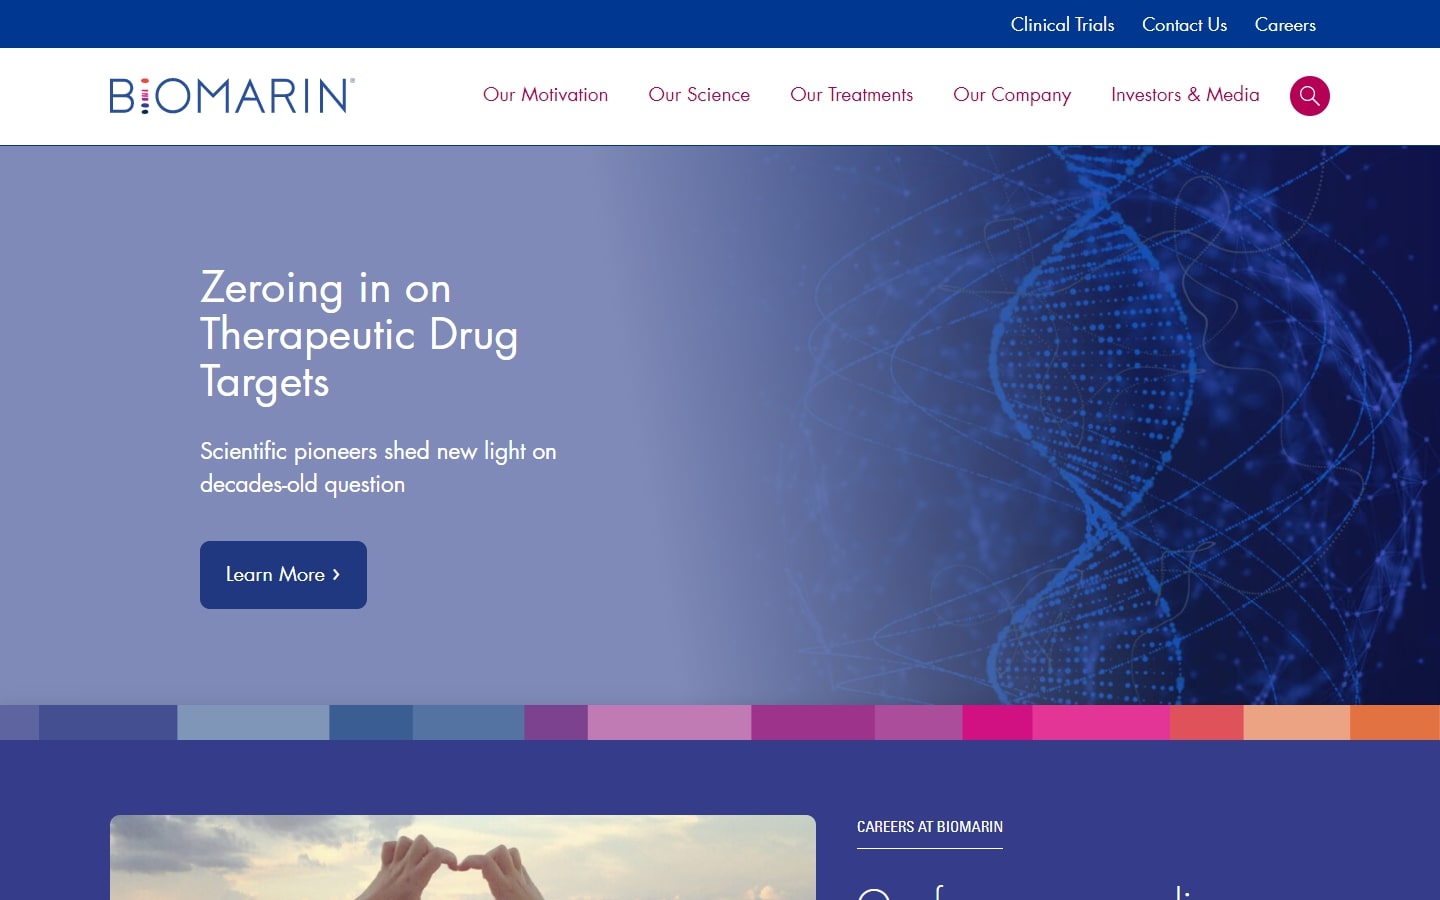 Clinical Trials Contact Us Careers
BiOMARIN®
Our Motivation Our Science Our Treatments Our Company Investors & Media
Zeroing in on
Therapeutic Drug
Targets
Scientific pioneers shed new light on
decades-old question
Learn More ›
CAREERS AT BIOMARIN